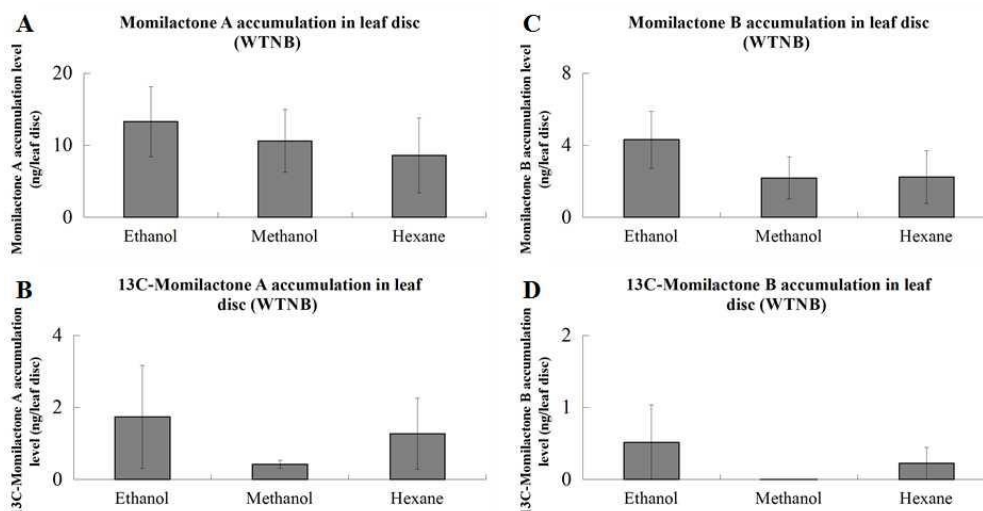 A
Momilactone A accumulation in leaf disc
(WTNB)
Momilactone A accumulation level
(ng/leaf disc)
20
10
0
Ethanol
Methanol
Hexane
B
13C-Momilactone A accumulation in leaf
disc (WTNB)
13C-Momilactone A accumulation
level (ng/leaf disc)
4
2
0
Ethanol
Methanol
Hexane
C
Momilactone B accumulation in leaf disc
(WTNB)
Momilactone B accumulation level
(ng/leaf disc)
8
4
0
Ethanol
Methanol
Hexane
D
13C-Momilactone B accumulation in leaf
disc (WTNB)
13C-Momilactone B accumulation
level (ng/leaf disc)
2
1
0
Ethanol
Methanol
Hexane